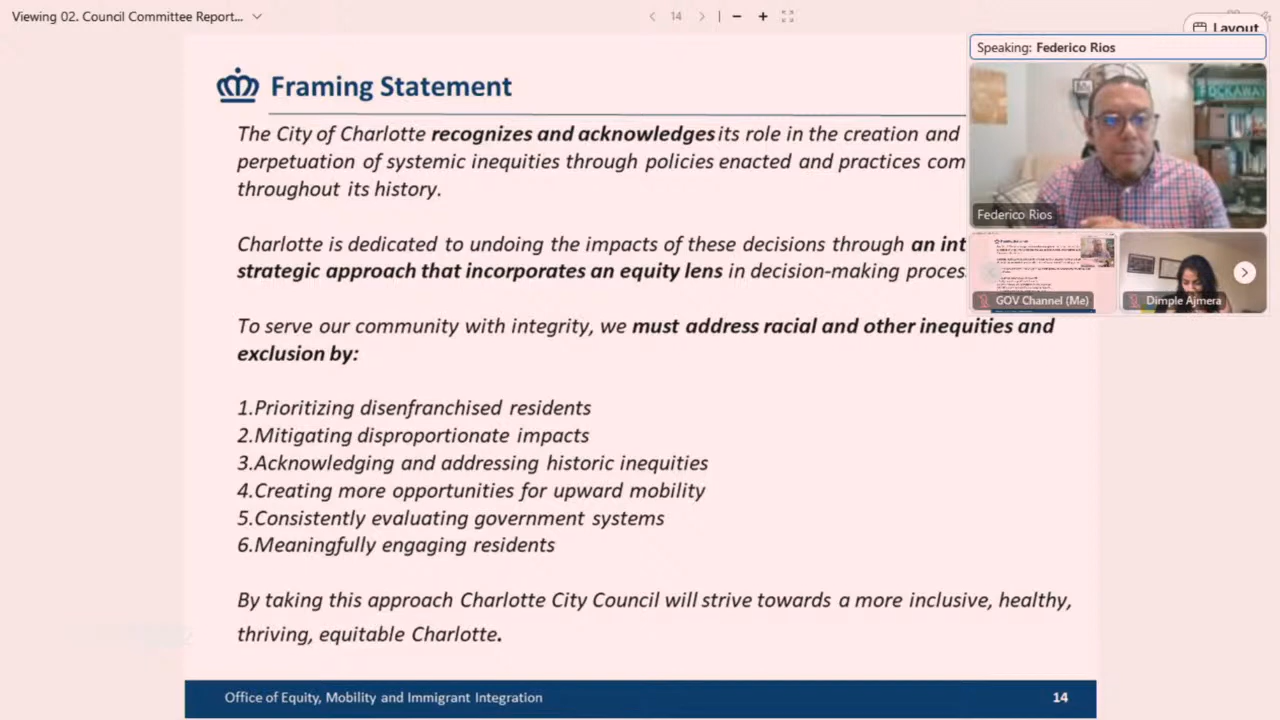 Viewing 02. Council Committee Report...
14
Layout
Speaking: Federico Rios
Framing Statement
The City of Charlotte recognizes and acknowledges its role in the creation and
perpetuation of systemic inequities through policies enacted and practices com
throughout its history.
Charlotte is dedicated to undoing the impacts of these decisions through an int
strategic approach that incorporates an equity lens in decision-making proces
To serve our community with integrity, we must address racial and other inequities and
exclusion by:
1.Prioritizing disenfranchised residents
2.Mitigating disproportionate impacts
3.Acknowledging and addressing historic inequities
4.Creating more opportunities for upward mobility
5.Consistently evaluating government systems
6.Meaningfully engaging residents
By taking this approach Charlotte City Council will strive towards a more inclusive, healthy,
thriving, equitable Charlotte.
Office of Equity, Mobility and Immigrant Integration
14
OCKAWAY
Federico Rios
GOV Channel (Me)
Dimple Ajmera